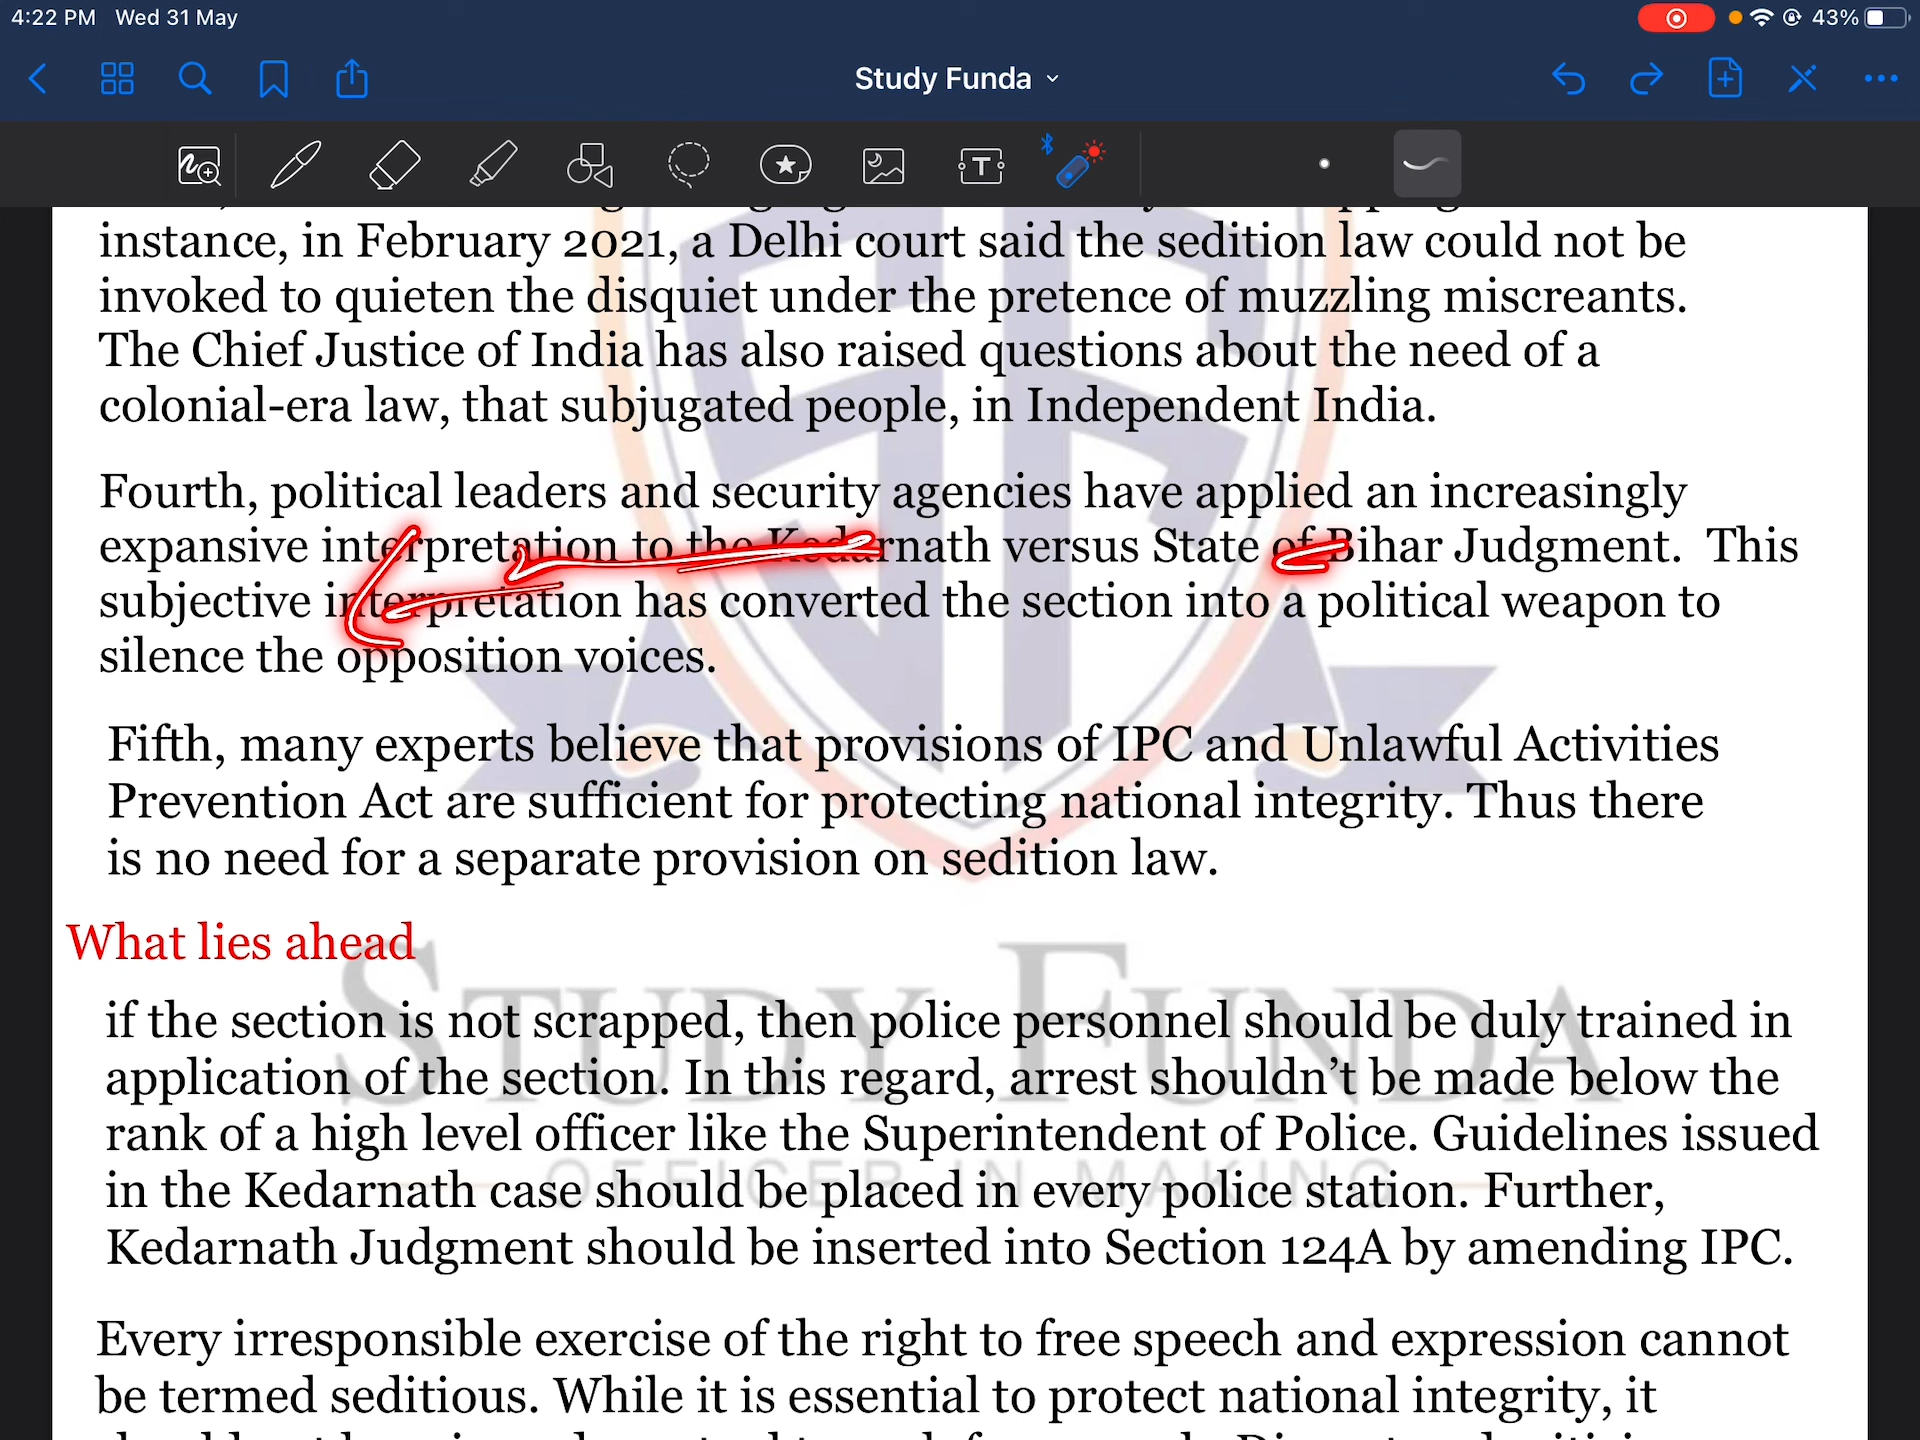 4:22 PM Wed 31 May
43%
Study Funda
T
instance, in February 2021, a Delhi court said the sedition law could not be
invoked to quieten the disquiet under the pretence of muzzling miscreants.
The Chief Justice of India has also raised questions about the need of a
colonial-era law, that subjugated people, in Independent India.
Fourth, political leaders and security agencies have applied an increasingly
expansive interpretation to the Kedarnath versus State of Bihar Judgment. This
subjective interpretation has converted the section into a political weapon to
silence the opposition voices.
Fifth, many experts believe that provisions of IPC and Unlawful Activities
Prevention Act are sufficient for protecting national integrity. Thus there
is no need for a separate provision on sedition law.
What lies ahead
STUDY FUNDA
OFFICER IN MAKING
if the section is not scrapped, then police personnel should be duly trained in
application of the section. In this regard, arrest shouldn't be made below the
rank of a high level officer like the Superintendent of Police. Guidelines issued
in the Kedarnath case should be placed in every police station. Further,
Kedarnath Judgment should be inserted into Section 124A by amending IPC.
Every irresponsible exercise of the right to free speech and expression cannot
be termed seditious. While it is essential to protect national integrity, it